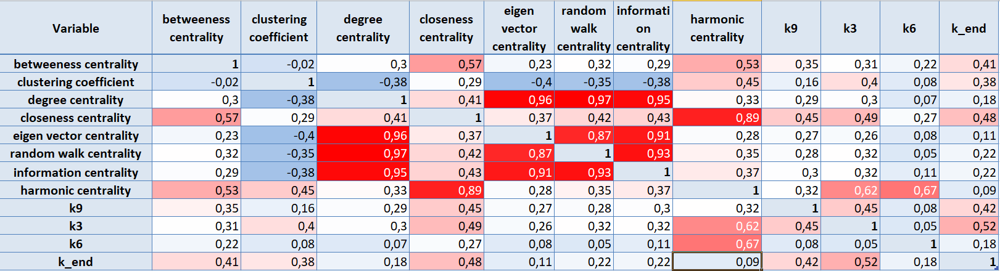 Variable betweeness centrality clustering coefficient degree centrality closeness centrality eigen vector centrality random walk centrality informati on centrality harmonic centrality k9 k3 k6 k_end
betweeness centrality 1 -0,02 0,3 0,57 0,23 0,32 0,29 0,53 0,35 0,31 0,22 0,41
clustering coefficient -0,02 1 -0,38 0,29 -0,4 -0,35 -0,38 0,45 0,16 0,4 0,08 0,38
degree centrality 0,3 -0,38 1 0,41 0,96 0,97 0,95 0,33 0,29 0,3 0,07 0,18
closeness centrality 0,57 0,29 0,41 1 0,37 0,42 0,43 0,89 0,45 0,49 0,27 0,48
eigen vector centrality 0,23 -0,4 0,96 0,37 1 0,87 0,91 0,28 0,27 0,26 0,08 0,11
random walk centrality 0,32 -0,35 0,97 0,42 0,87 1 0,93 0,35 0,28 0,32 0,05 0,22
information centrality 0,29 -0,38 0,95 0,43 0,91 0,93 1 0,37 0,3 0,32 0,11 0,22
harmonic centrality 0,53 0,45 0,33 0,89 0,28 0,35 0,37 1 0,32 0,62 0,67 0,09
k9 0,35 0,16 0,29 0,45 0,27 0,28 0,3 0,32 1 0,45 0,08 0,42
k3 0,31 0,4 0,3 0,49 0,26 0,32 0,32 0,62 0,45 1 0,05 0,52
k6 0,22 0,08 0,07 0,27 0,08 0,05 0,11 0,67 0,08 0,05 1 0,18
k_end 0,41 0,38 0,18 0,48 0,11 0,22 0,22 0,09 0,42 0,52 0,18 1